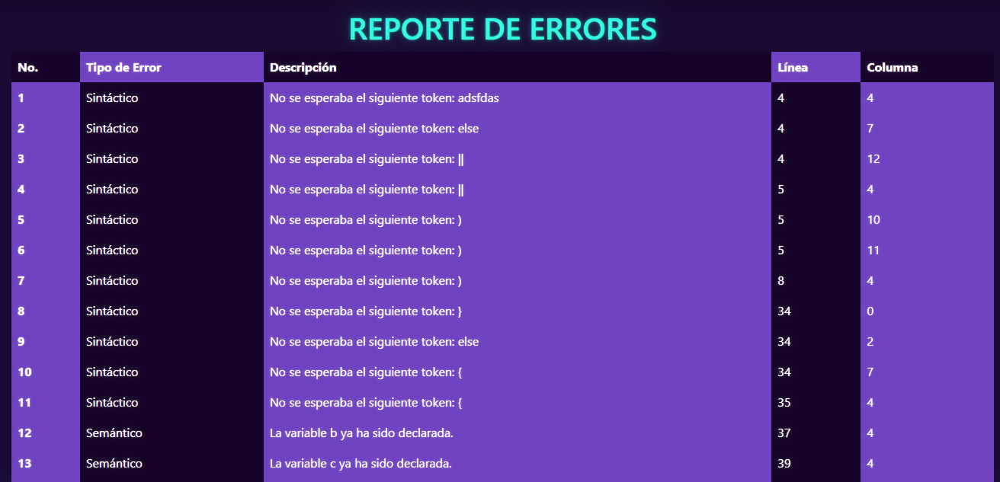 REPORTE DE ERRORES
No. Tipo de Error Descripción Línea Columna
1 Sintáctico No se esperaba el siguiente token: adsfdas 4 4
2 Sintáctico No se esperaba el siguiente token: else 4 7
3 Sintáctico No se esperaba el siguiente token: || 4 12
4 Sintáctico No se esperaba el siguiente token: || 5 4
5 Sintáctico No se esperaba el siguiente token: ) 5 10
6 Sintáctico No se esperaba el siguiente token: ) 5 11
7 Sintáctico No se esperaba el siguiente token: ) 8 4
8 Sintáctico No se esperaba el siguiente token: } 34 0
9 Sintáctico No se esperaba el siguiente token: else 34 2
10 Sintáctico No se esperaba el siguiente token: { 34 7
11 Sintáctico No se esperaba el siguiente token: { 35 4
12 Semántico La variable b ya ha sido declarada. 37 4
13 Semántico La variable c ya ha sido declarada. 39 4